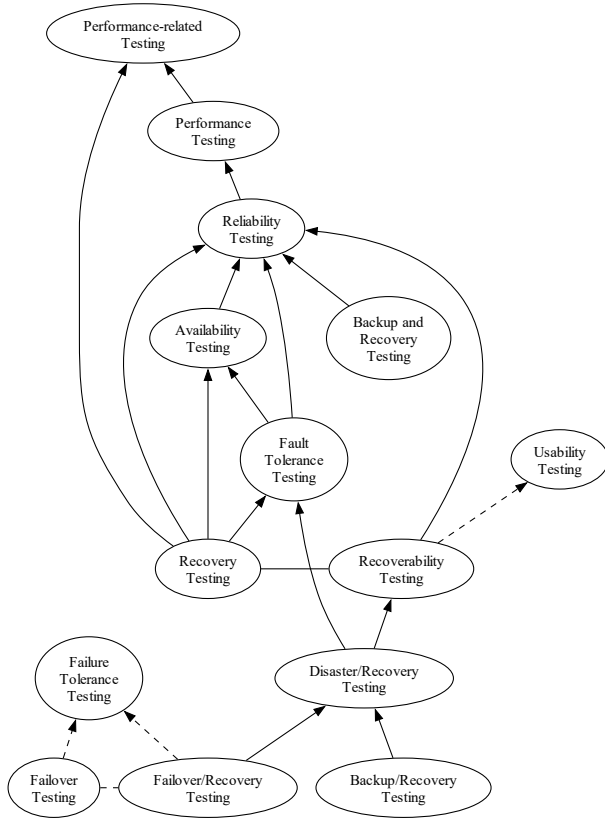 Performance-related
Testing
Performance
Testing
Reliability
Testing
Availability
Testing
Backup and
Recovery
Testing
Fault
Tolerance
Testing
Usability
Testing
Recovery
Testing
Recoverability
Testing
Failure
Tolerance
Testing
Disaster/Recovery
Testing
Failover
Testing
Failover/Recovery
Testing
Backup/Recovery
Testing